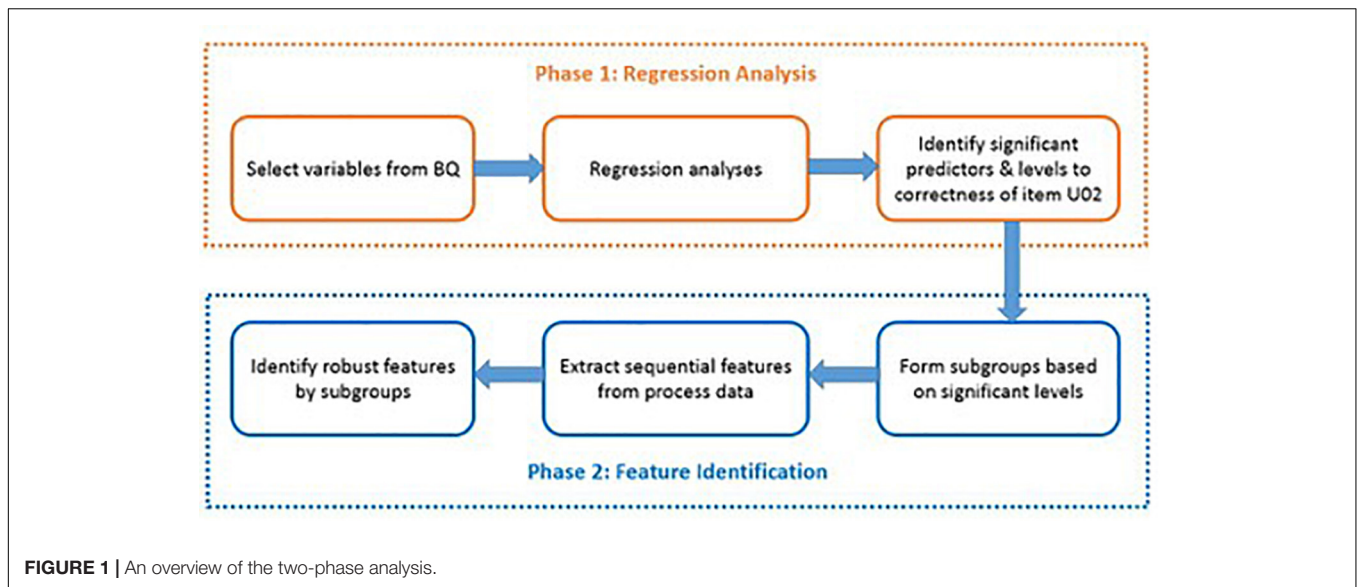 Phase 1: Regression Analysis
Select variables from BQ
Regression analyses
Identify significant
predictors & levels to
correctness of item U02
Form subgroups based
on significant levels
Extract sequential features
from process data
Identify robust features
by subgroups
Phase 2: Feature Identification
FIGURE 1 | An overview of the two-phase analysis.